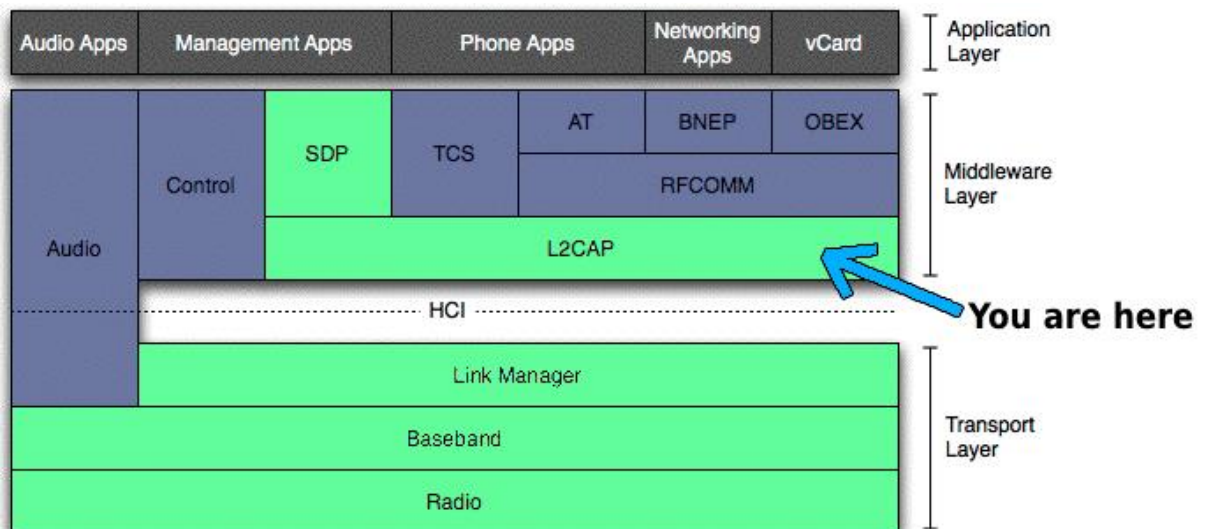 Audio Apps
Management Apps
Phone Apps
Networking
Apps
vCard
Application
Layer
Audio
Control
SDP
TCS
AT
BNEP
OBEX
RFCOMM
L2CAP
Middleware
Layer
HCI
You are here
Link Manager
Baseband
Radio
Transport
Layer